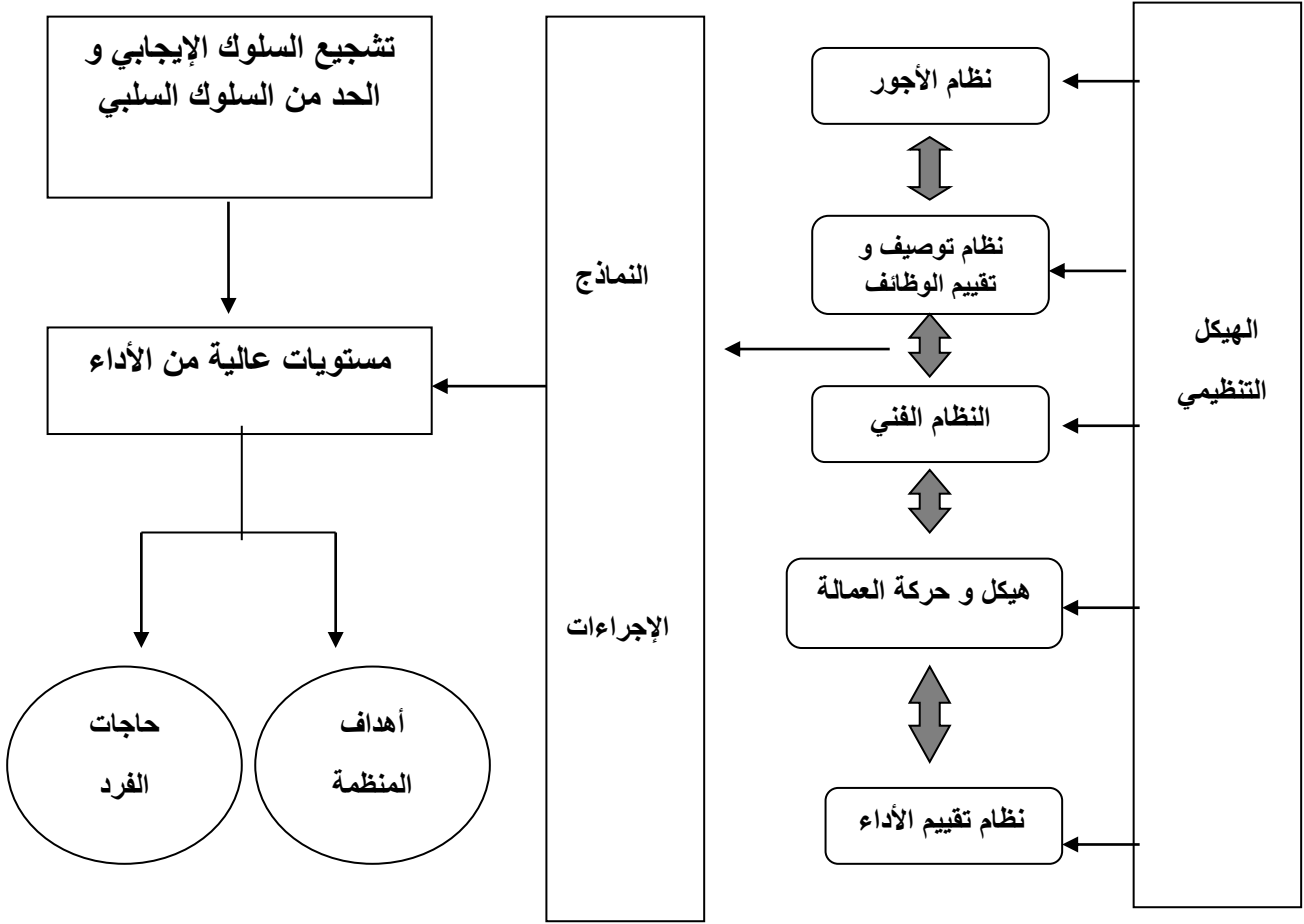 الهيكل
التنظيمي
نظام الأجور
نظام توصيف و
تقييم الوظائف
النظام الفني
هيكل و حركة العمالة
نظام تقييم الأداء
النماذج
الإجراءات
تشجيع السلوك الإيجابي و
الحد من السلوك السلبي
مستويات عالية من الأداء
أهداف
المنظمة
حاجات
الفرد